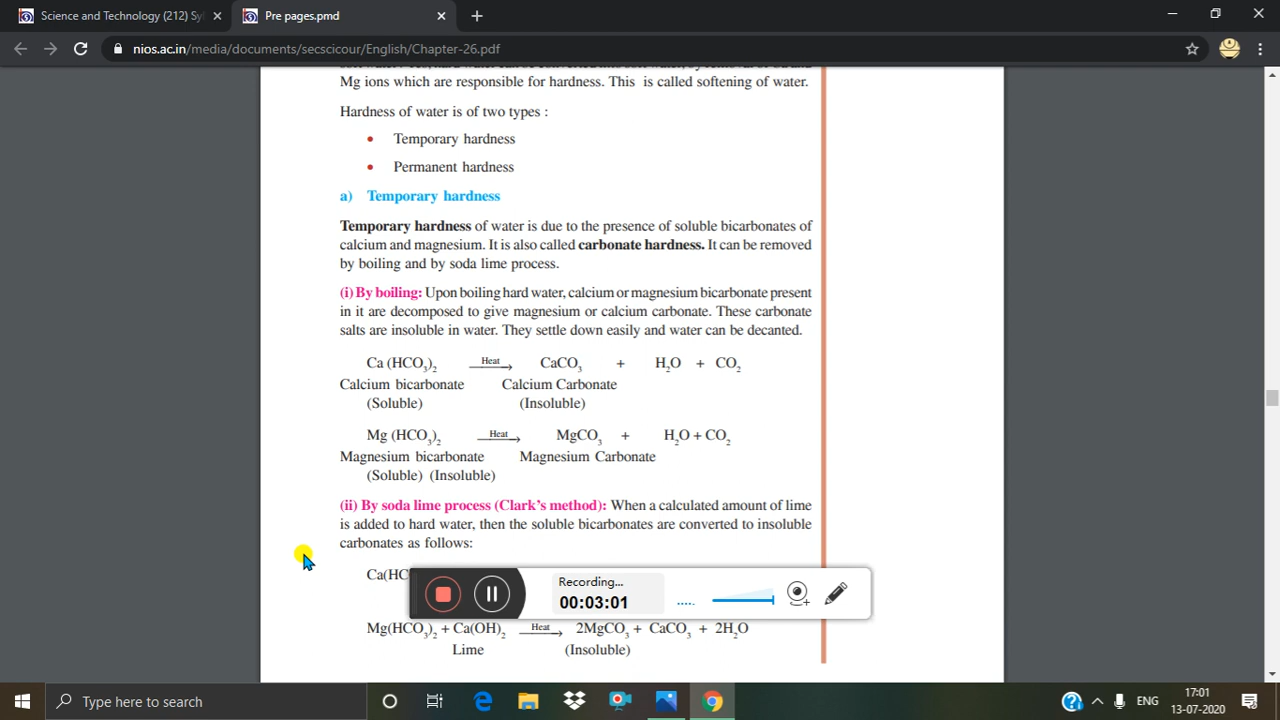 Science and Technology (212) Sy
Pre pages.pmd
nios.ac.in/media/documents/secscicour/English/Chapter-26.pdf
Mg ions which are responsible for hardness. This is called softening of water.
Hardness of water is of two types :
• Temporary hardness
• Permanent hardness
a) Temporary hardness
Temporary hardness of water is due to the presence of soluble bicarbonates of
calcium and magnesium. It is also called carbonate hardness. It can be removed
by boiling and by soda lime process.
(i) By boiling: Upon boiling hard water, calcium or magnesium bicarbonate present
in it are decomposed to give magnesium or calcium carbonate. These carbonate
salts are insoluble in water. They settle down easily and water can be decanted.
Ca (HCO₃)₂ Heat → CaCO₃ + H₂O + CO₂
Calcium bicarbonate Calcium Carbonate
(Soluble) (Insoluble)
Mg (HCO₃)₂ Heat → MgCO₃ + H₂O + CO₂
Magnesium bicarbonate Magnesium Carbonate
(Soluble) (Insoluble)
(ii) By soda lime process (Clark's method): When a calculated amount of lime
is added to hard water, then the soluble bicarbonates are converted to insoluble
carbonates as follows:
Ca(HC
Recording...
00:03:01
Mg(HCO₃)₂ + Ca(OH)₂ Heat → 2MgCO₃ + CaCO₃ + 2H₂O
Lime (Insoluble)
Type here to search
ENG
17:01
13-07-2020